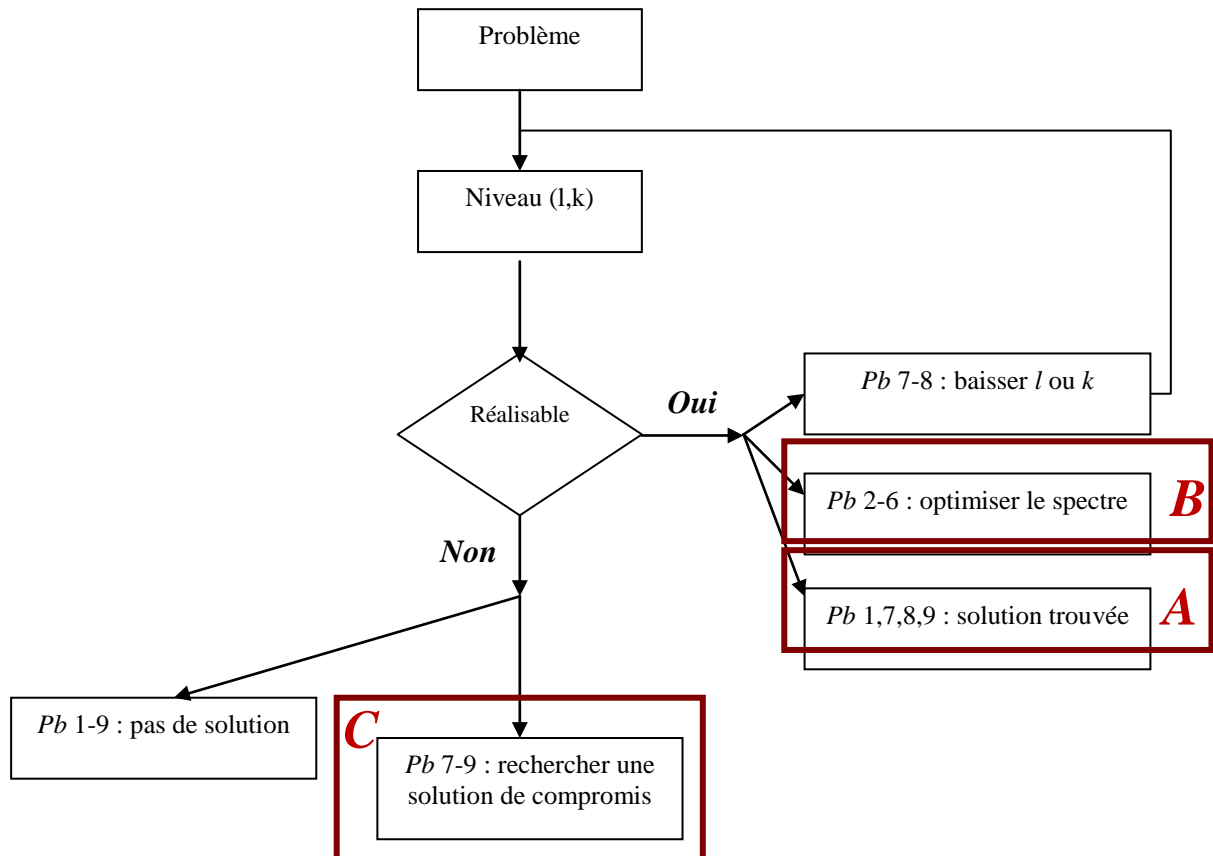 Problème
Niveau (l,k)
Réalisable
Oui
Pb 7-8 : baisser l ou k
Pb 2-6 : optimiser le spectre
B
Non
Pb 1,7,8,9 : solution trouvée
A
Pb 1-9 : pas de solution
C
Pb 7-9 : rechercher une
solution de compromis